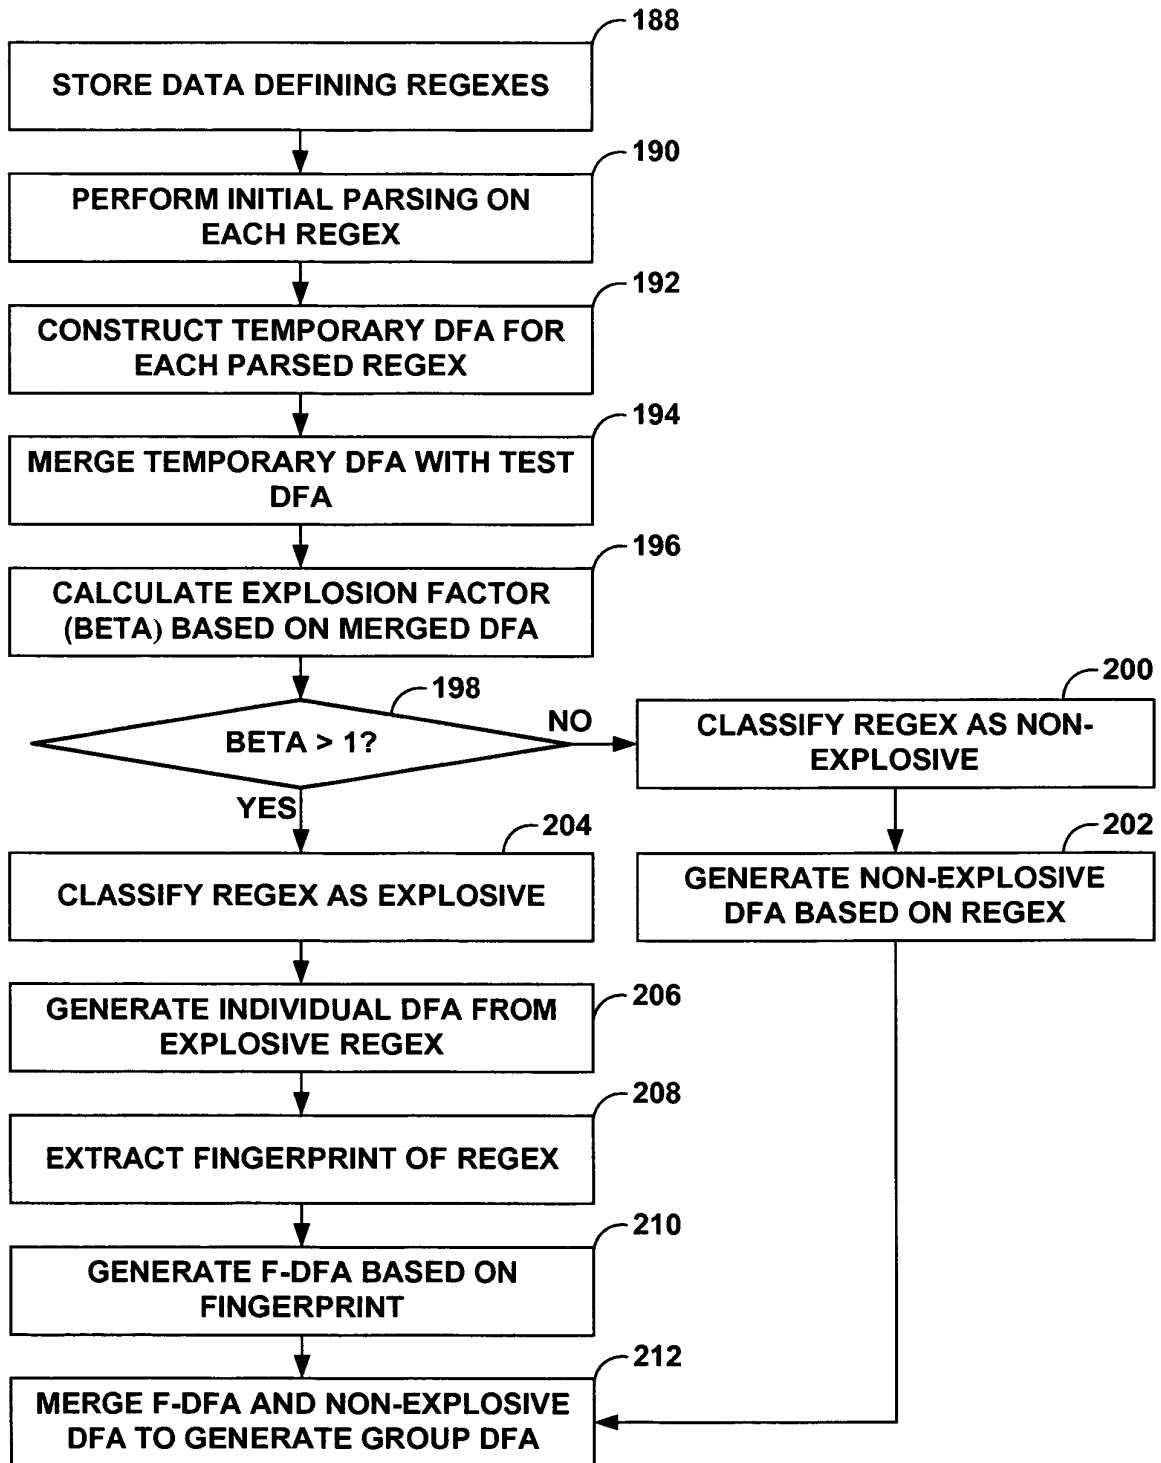 188
STORE DATA DEFINING REGEXES
190
PERFORM INITIAL PARSING ON
EACH REGEX
192
CONSTRUCT TEMPORARY DFA FOR
EACH PARSED REGEX
194
MERGE TEMPORARY DFA WITH TEST
DFA
196
CALCULATE EXPLOSION FACTOR
(BETA) BASED ON MERGED DFA
198
BETA > 1?
NO
YES
200
CLASSIFY REGEX AS NON-
EXPLOSIVE
202
GENERATE NON-EXPLOSIVE
DFA BASED ON REGEX
204
CLASSIFY REGEX AS EXPLOSIVE
206
GENERATE INDIVIDUAL DFA FROM
EXPLOSIVE REGEX
208
EXTRACT FINGERPRINT OF REGEX
210
GENERATE F-DFA BASED ON
FINGERPRINT
212
MERGE F-DFA AND NON-EXPLOSIVE
DFA TO GENERATE GROUP DFA